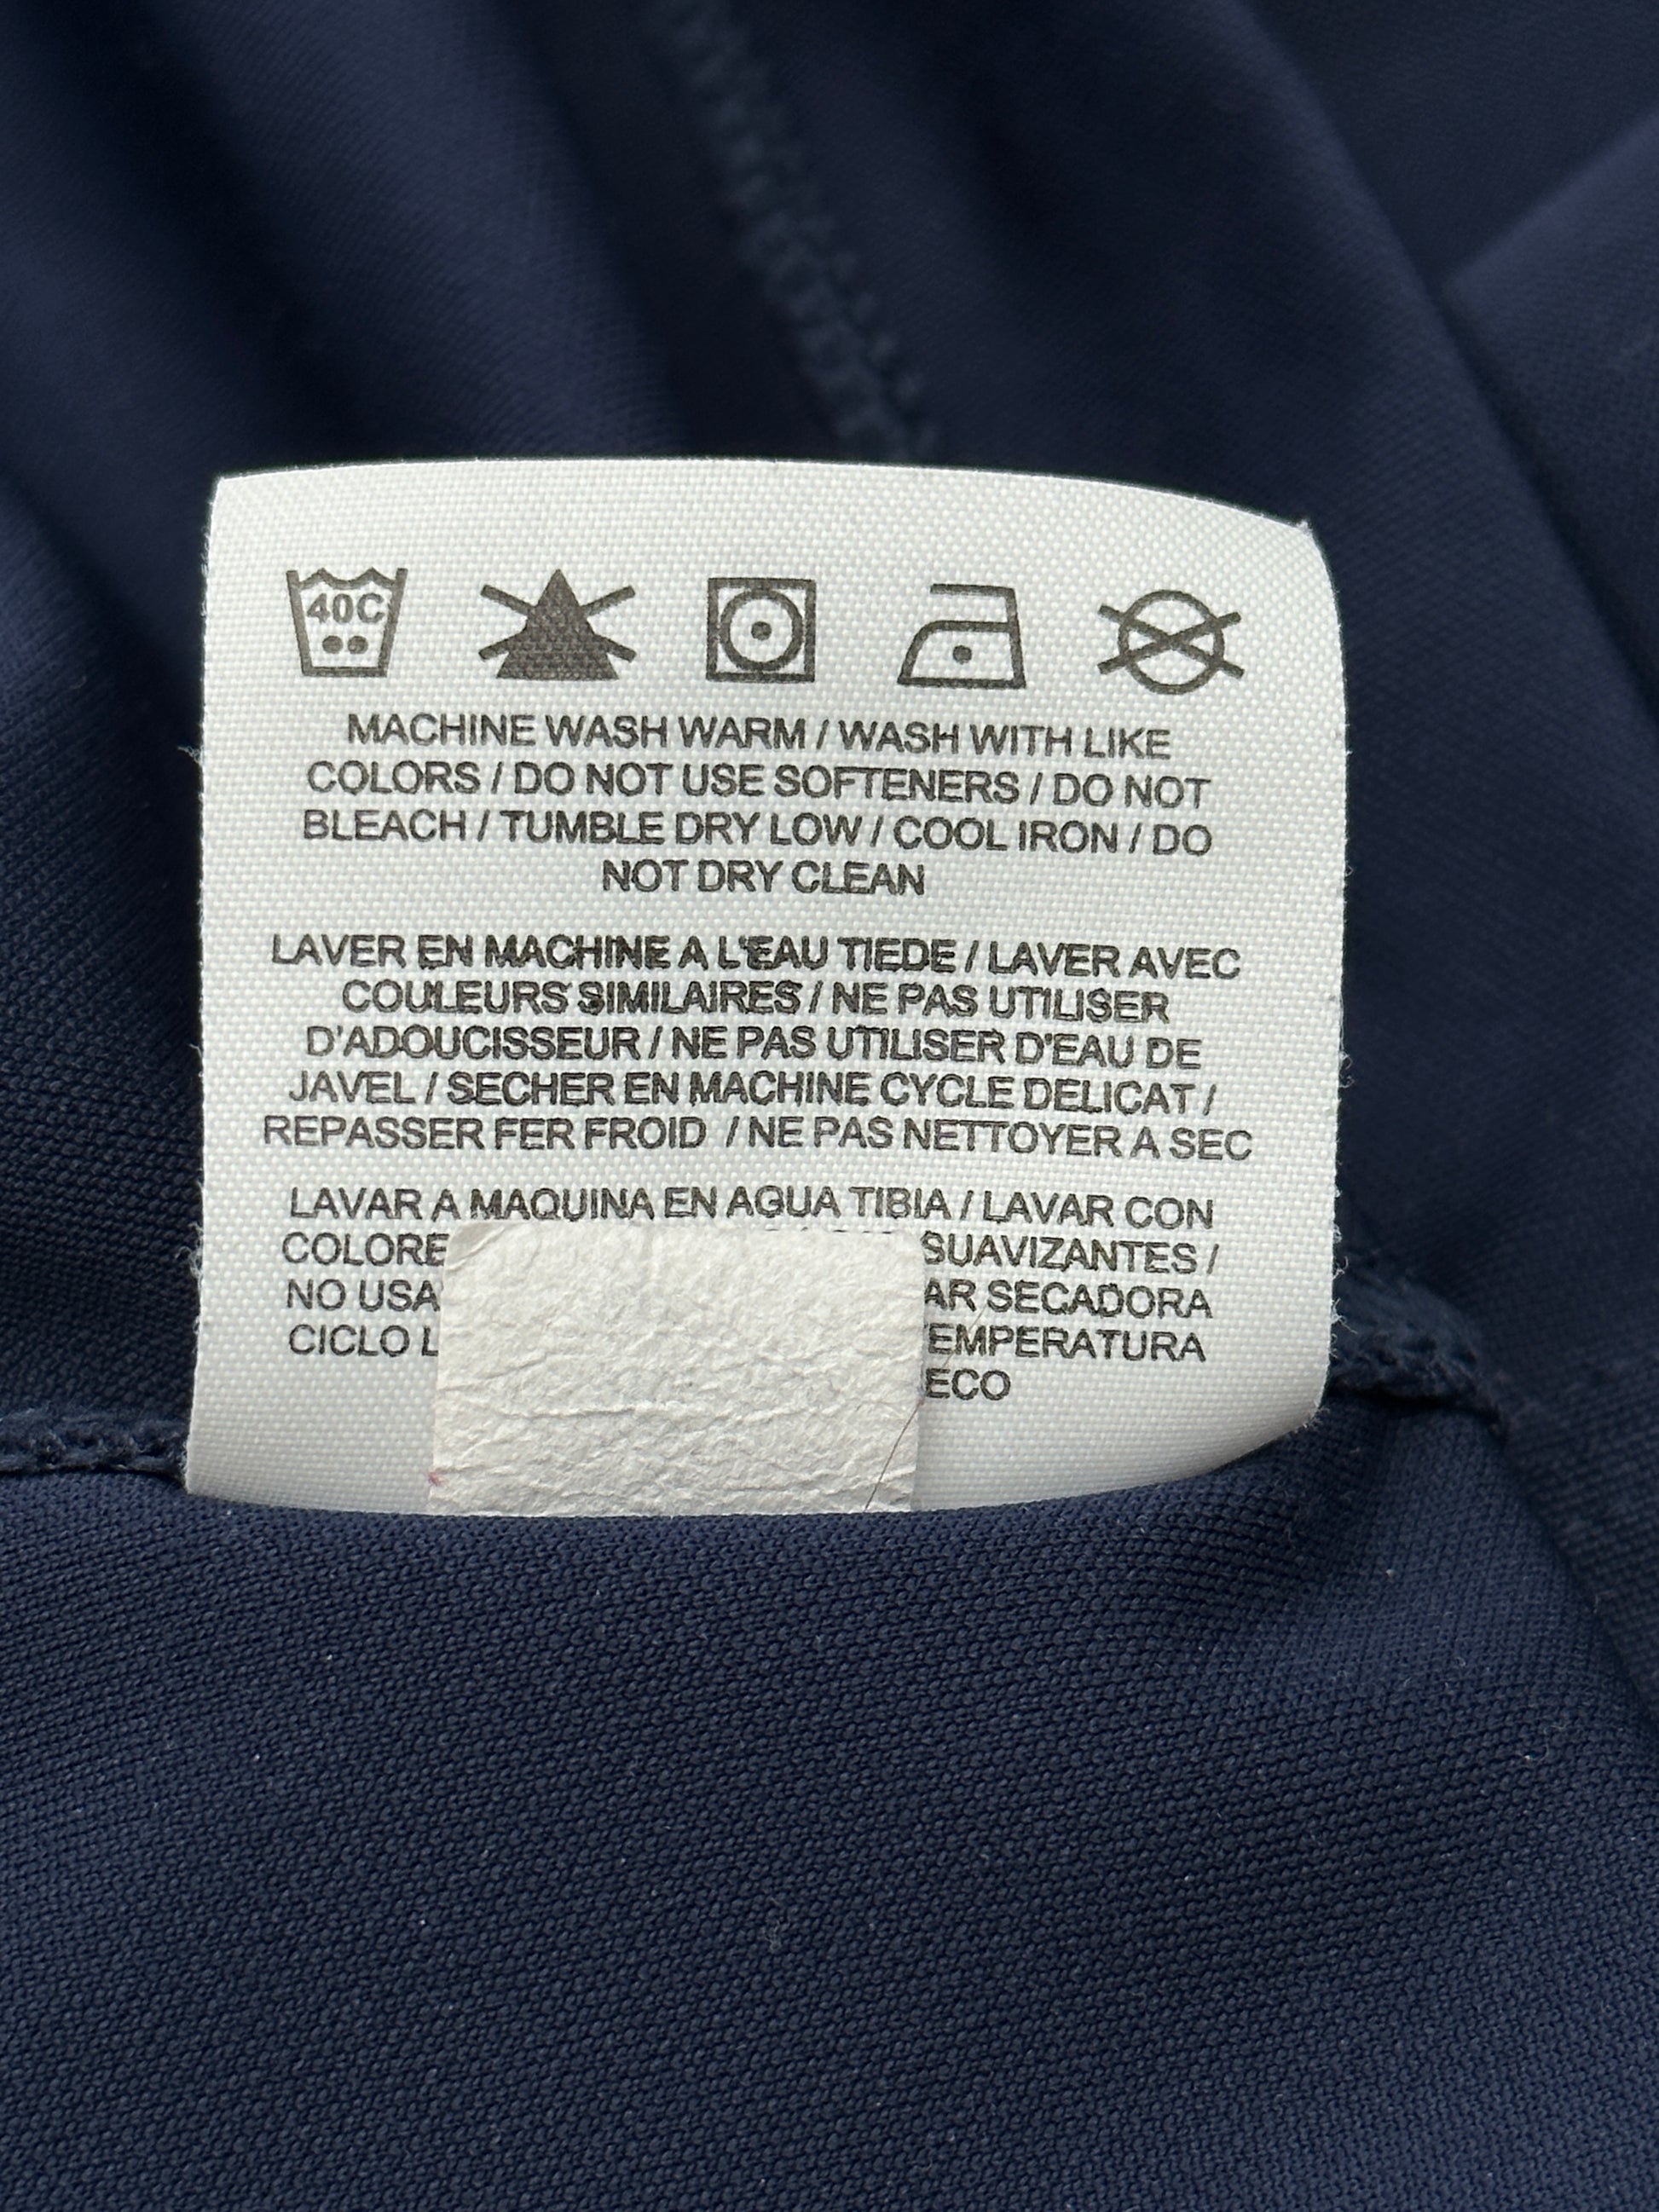 40C
MACHINE WASH WARM / WASH WITH LIKE
COLORS / DO NOT USE SOFTENERS / DO NOT
BLEACH / TUMBLE DRY LOW / COOL IRON / DO
NOT DRY CLEAN
LAVER EN MACHINE A L'EAU TIEDE / LAVER AVEC
COULEURS SIMILAIRES / NE PAS UTILISER
D'ADOUCISSEUR / NE PAS UTILISER D'EAU DE
JAVEL / SECHER EN MACHINE CYCLE DELICAT /
REPASSER FER FROID / NE PAS NETTOYER A SEC
LAVAR A MAQUINA EN AGUA TIBIA / LAVAR CON
SUAVIZANTES /
NO SECADORA
CICLO